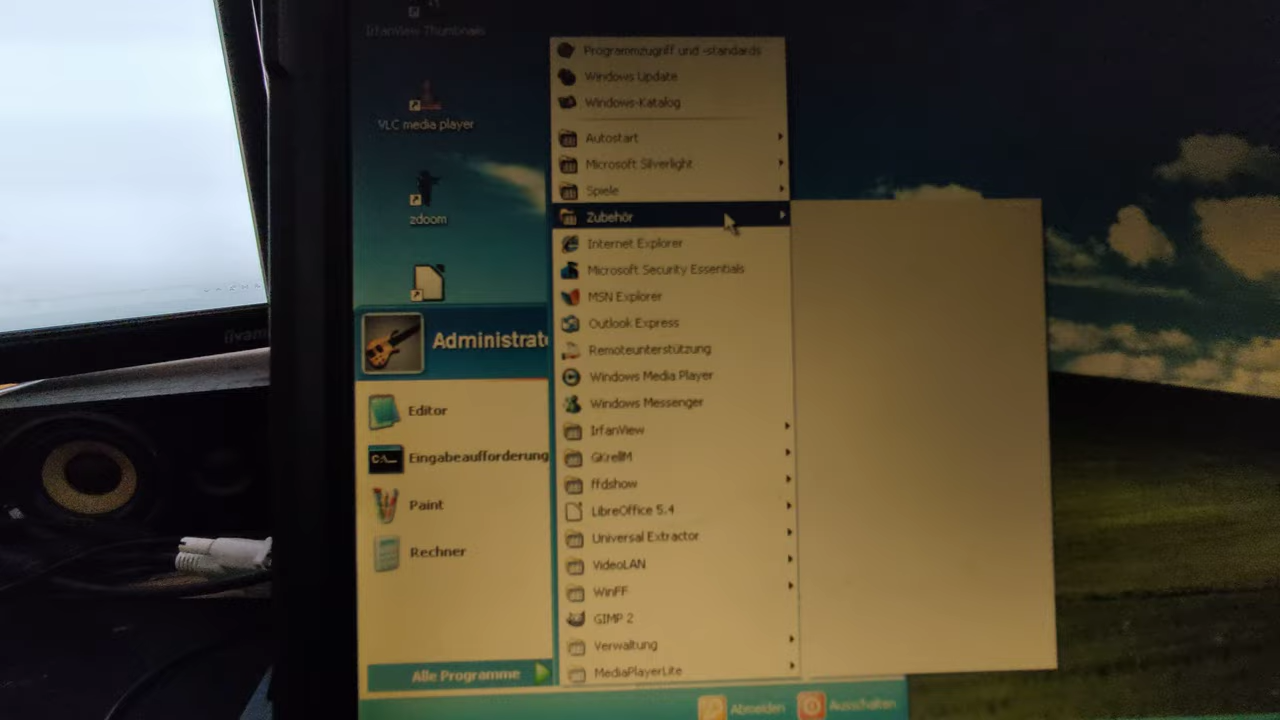 IrfanView Thumbnails
VLC media player
zdoom
Administrat
Editor
Eingabeaufforderung
Paint
Rechner
Alle Programme
Programmzugriff und -standards
Windows Update
Windows-Katalog
Autostart
Microsoft Silverlight
Spiele
Zubehör
Internet Explorer
Microsoft Security Essentials
MSN Explorer
Outlook Express
Remoteunterstützung
Windows Media Player
Windows Messenger
IrfanView
GKrellM
ffdshow
LibreOffice 5.4
Universal Extractor
VideoLAN
WinFF
GIMP 2
Verwaltung
MediaPlayerLite
Abmelden
Ausschalten
C:\_